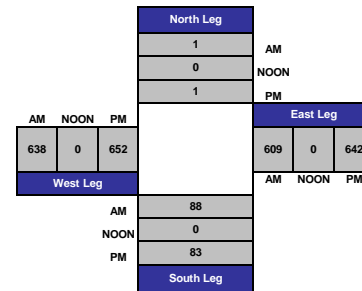 North Leg
1 AM
0 NOON
1 PM
East Leg
AM NOON PM
638 0 652
609 0 642
West Leg
AM NOON PM
AM 88
NOON 0
PM 83
South Leg